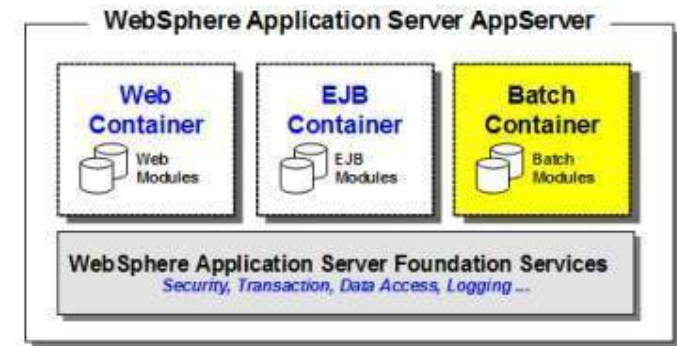 WebSphere Application Server AppServer
Web
Container
Web
Modules
EJB
Container
EJB
Modules
Batch
Container
Batch
Modules
WebSphere Application Server Foundation Services
Security, Transaction, Data Access, Logging ...